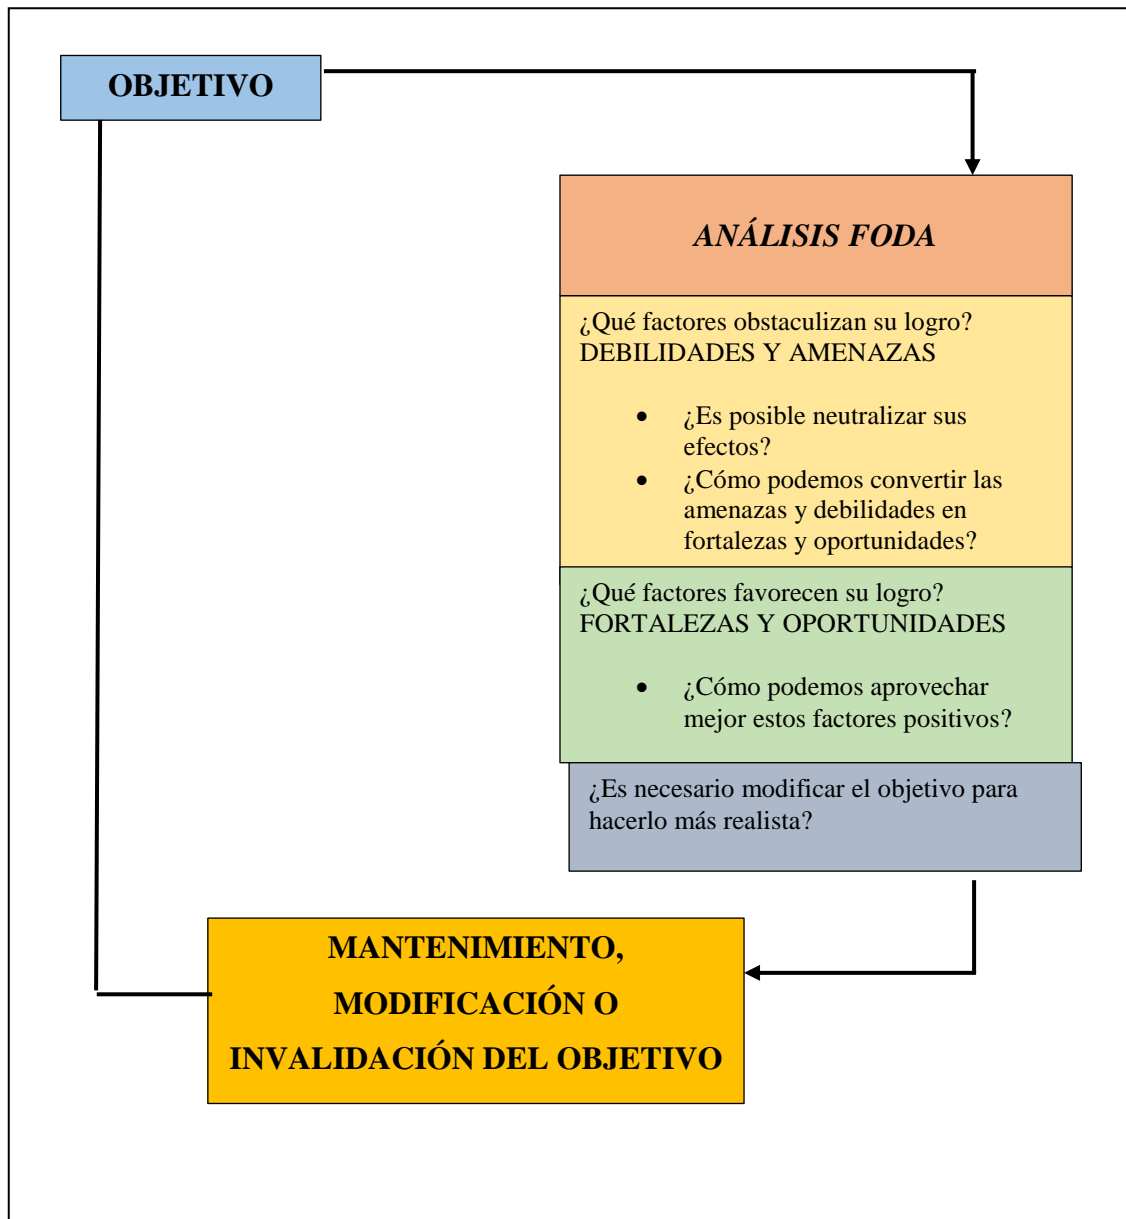 OBJETIVO
ANÁLISIS FODA
¿Qué factores obstaculizan su logro?
DEBILIDADES Y AMENAZAS
• ¿Es posible neutralizar sus
efectos?
• ¿Cómo podemos convertir las
amenazas y debilidades en
fortalezas y oportunidades?
¿Qué factores favorecen su logro?
FORTALEZAS Y OPORTUNIDADES
• ¿Cómo podemos aprovechar
mejor estos factores positivos?
¿Es necesario modificar el objetivo para
hacerlo más realista?
MANTENIMIENTO,
MODIFICACIÓN O
INVALIDACIÓN DEL OBJETIVO